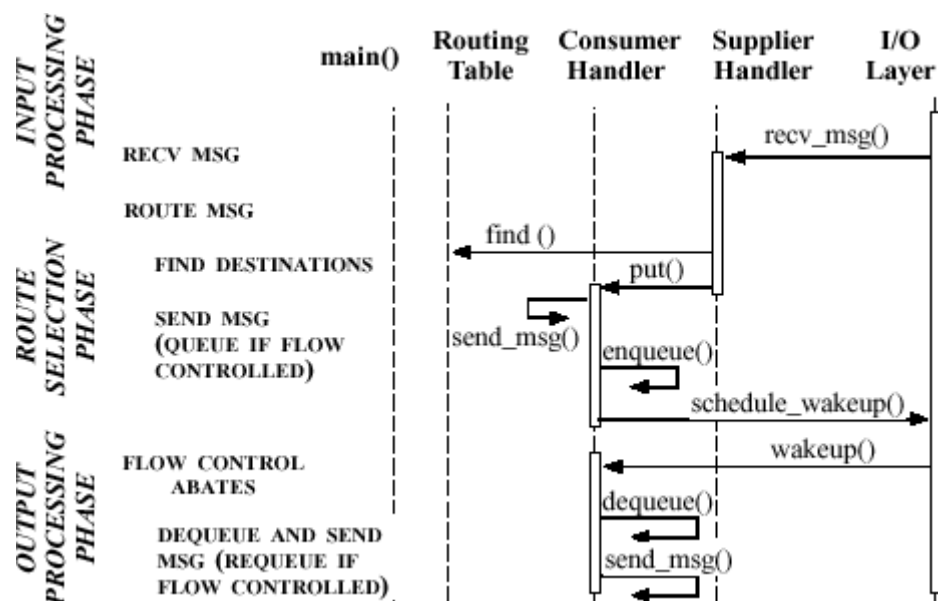 main()
Routing
Table
Consumer
Handler
Supplier
Handler
I/O
Layer
INPUT
PROCESSING
PHASE
RECV MSG
recv_msg()
ROUTE MSG
find ()
ROUTE
SELECTION
PHASE
FIND DESTINATIONS
put()
SEND MSG
(QUEUE IF FLOW
CONTROLLED)
send_msg()
enqueue()
schedule_wakeup()
OUTPUT
PROCESSING
PHASE
FLOW CONTROL
ABATES
wakeup()
dequeue()
DEQUEUE AND SEND
MSG (REQUEUE IF
FLOW CONTROLLED)
send_msg()